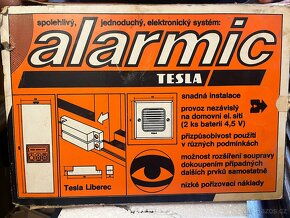 spolehlivý, jednoduchý, elektronický systém:
alarmic
TESLA
snadná instalace
provoz nezávislý
na domovní el. síti
(2 ks baterií 4,5 V)
přizpůsobivost použití
v různých podmínkách
možnost rozšíření soupravy
dokoupením případných
dalších prvků samostatně
nízké pořizovací náklady
Tesla Liberec